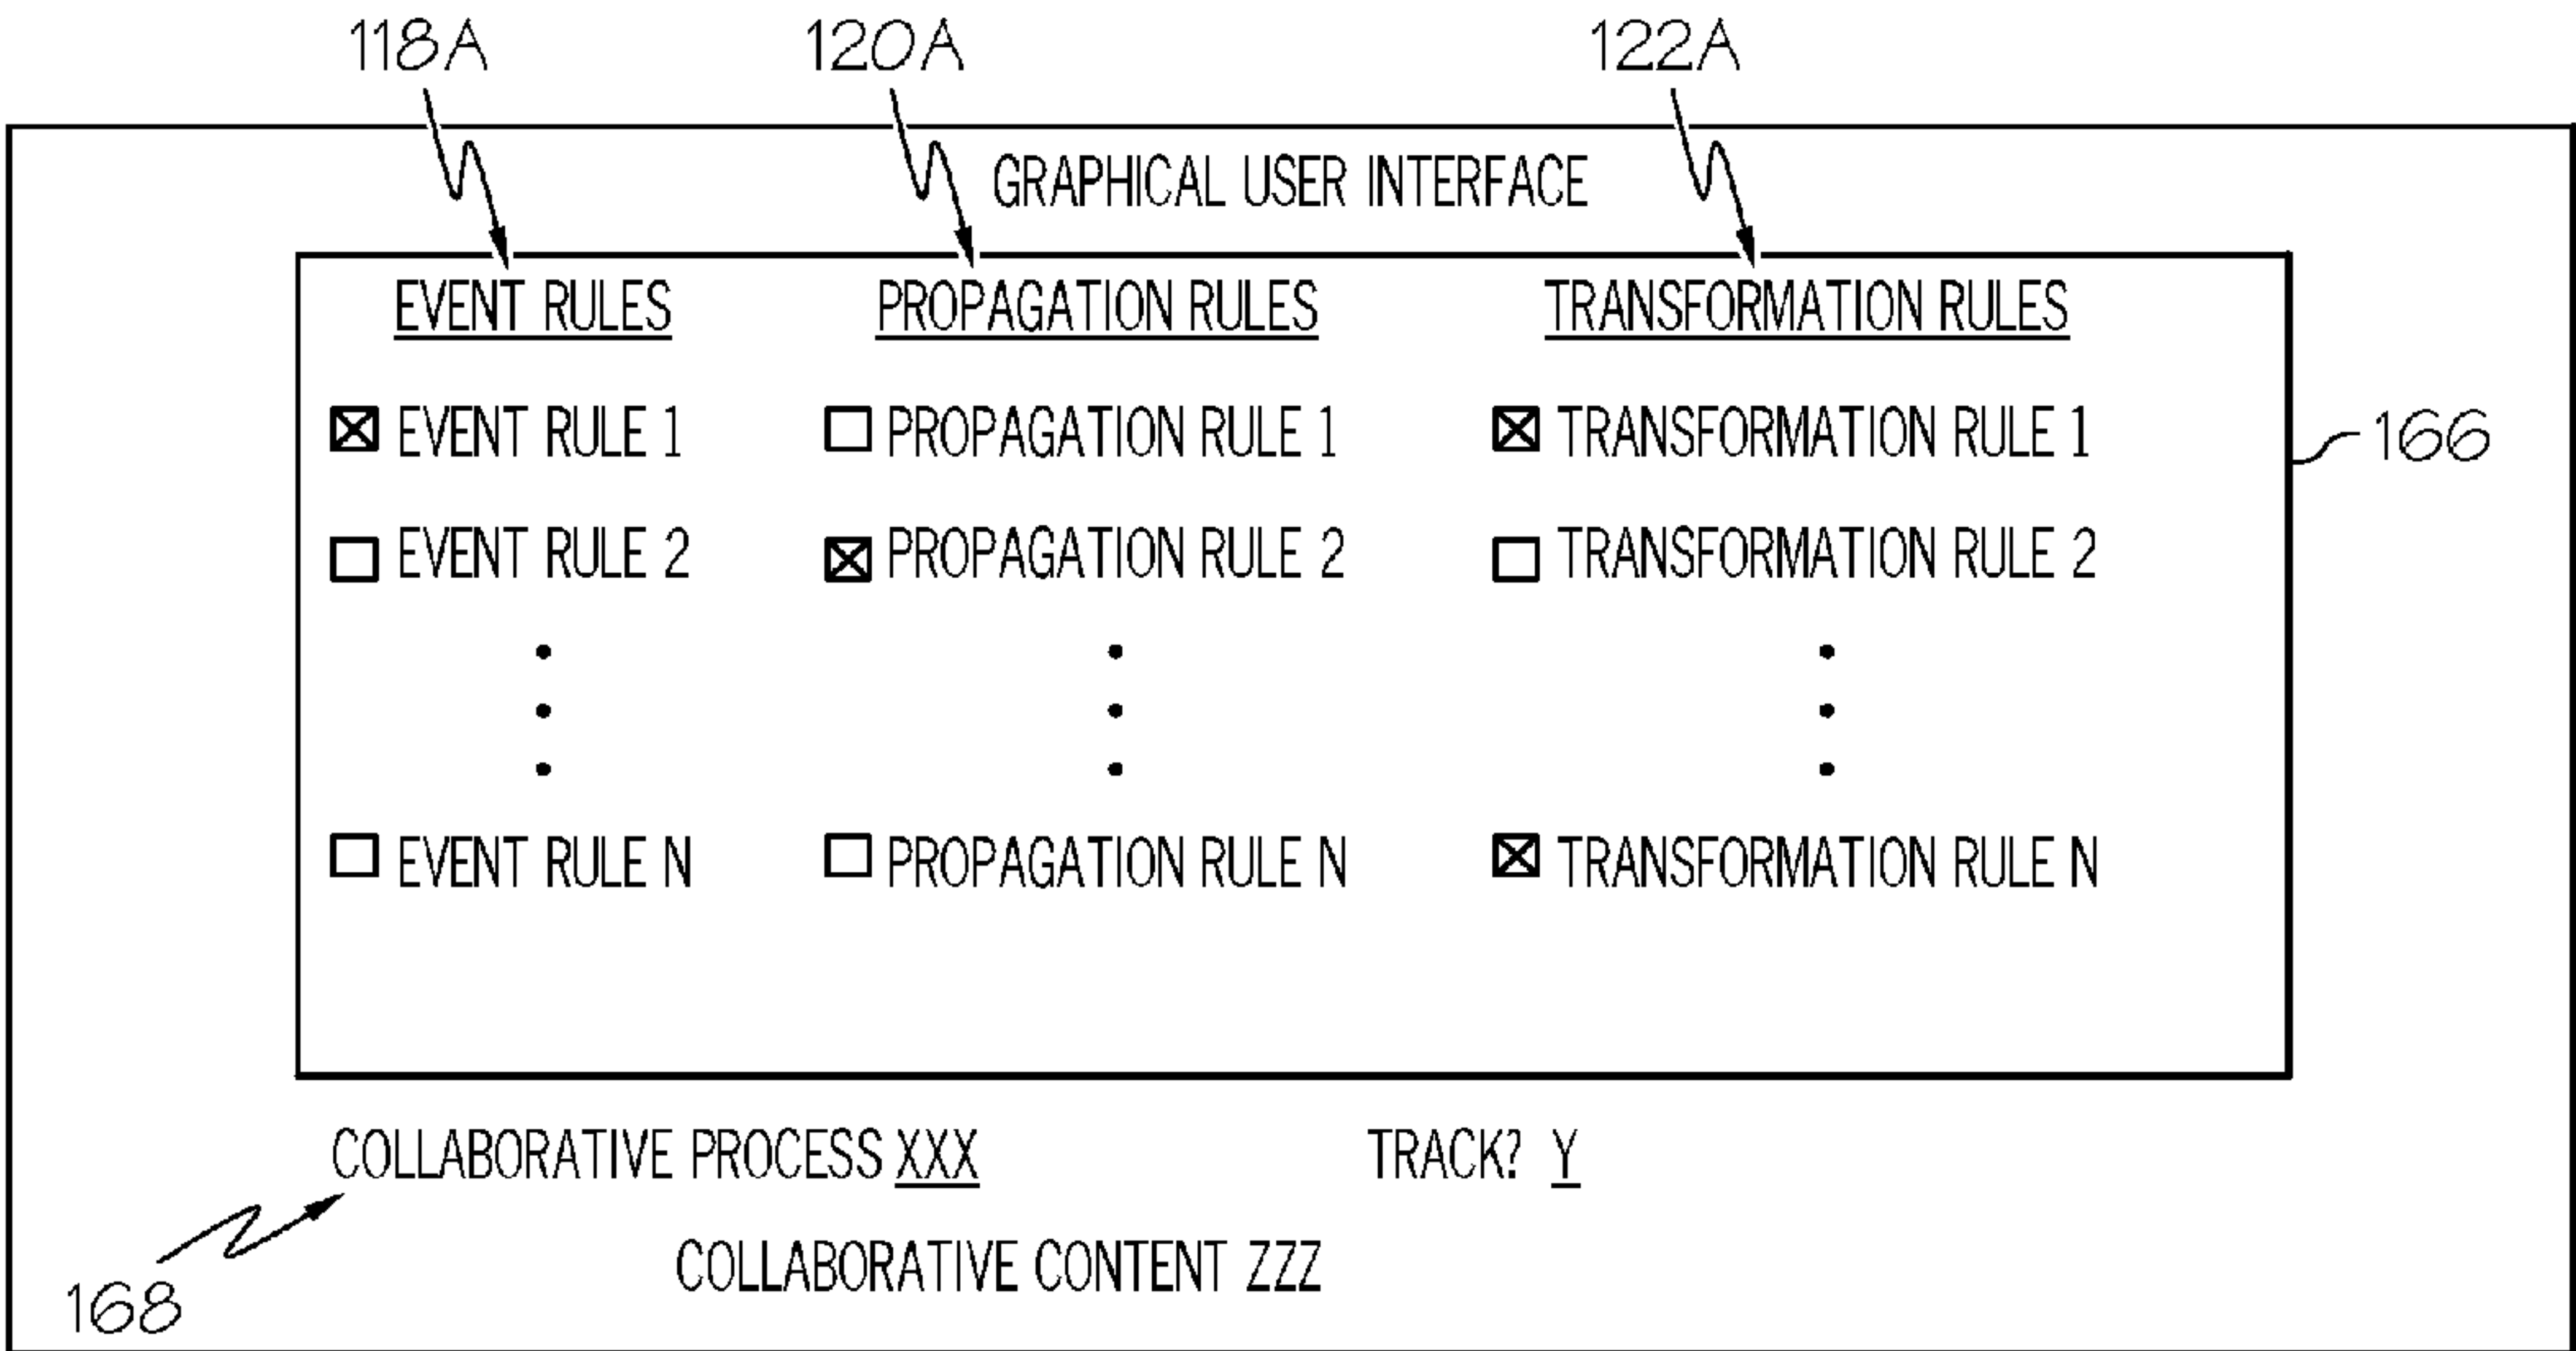 118A 120A 122A
GRAPHICAL USER INTERFACE
EVENT RULES PROPAGATION RULES TRANSFORMATION RULES
EVENT RULE 1 PROPAGATION RULE 1 TRANSFORMATION RULE 1
166
EVENT RULE 2 PROPAGATION RULE 2 TRANSFORMATION RULE 2
EVENT RULE N PROPAGATION RULE N TRANSFORMATION RULE N
COLLABORATIVE PROCESS XXX TRACK? Y
COLLABORATIVE CONTENT ZZZ
168